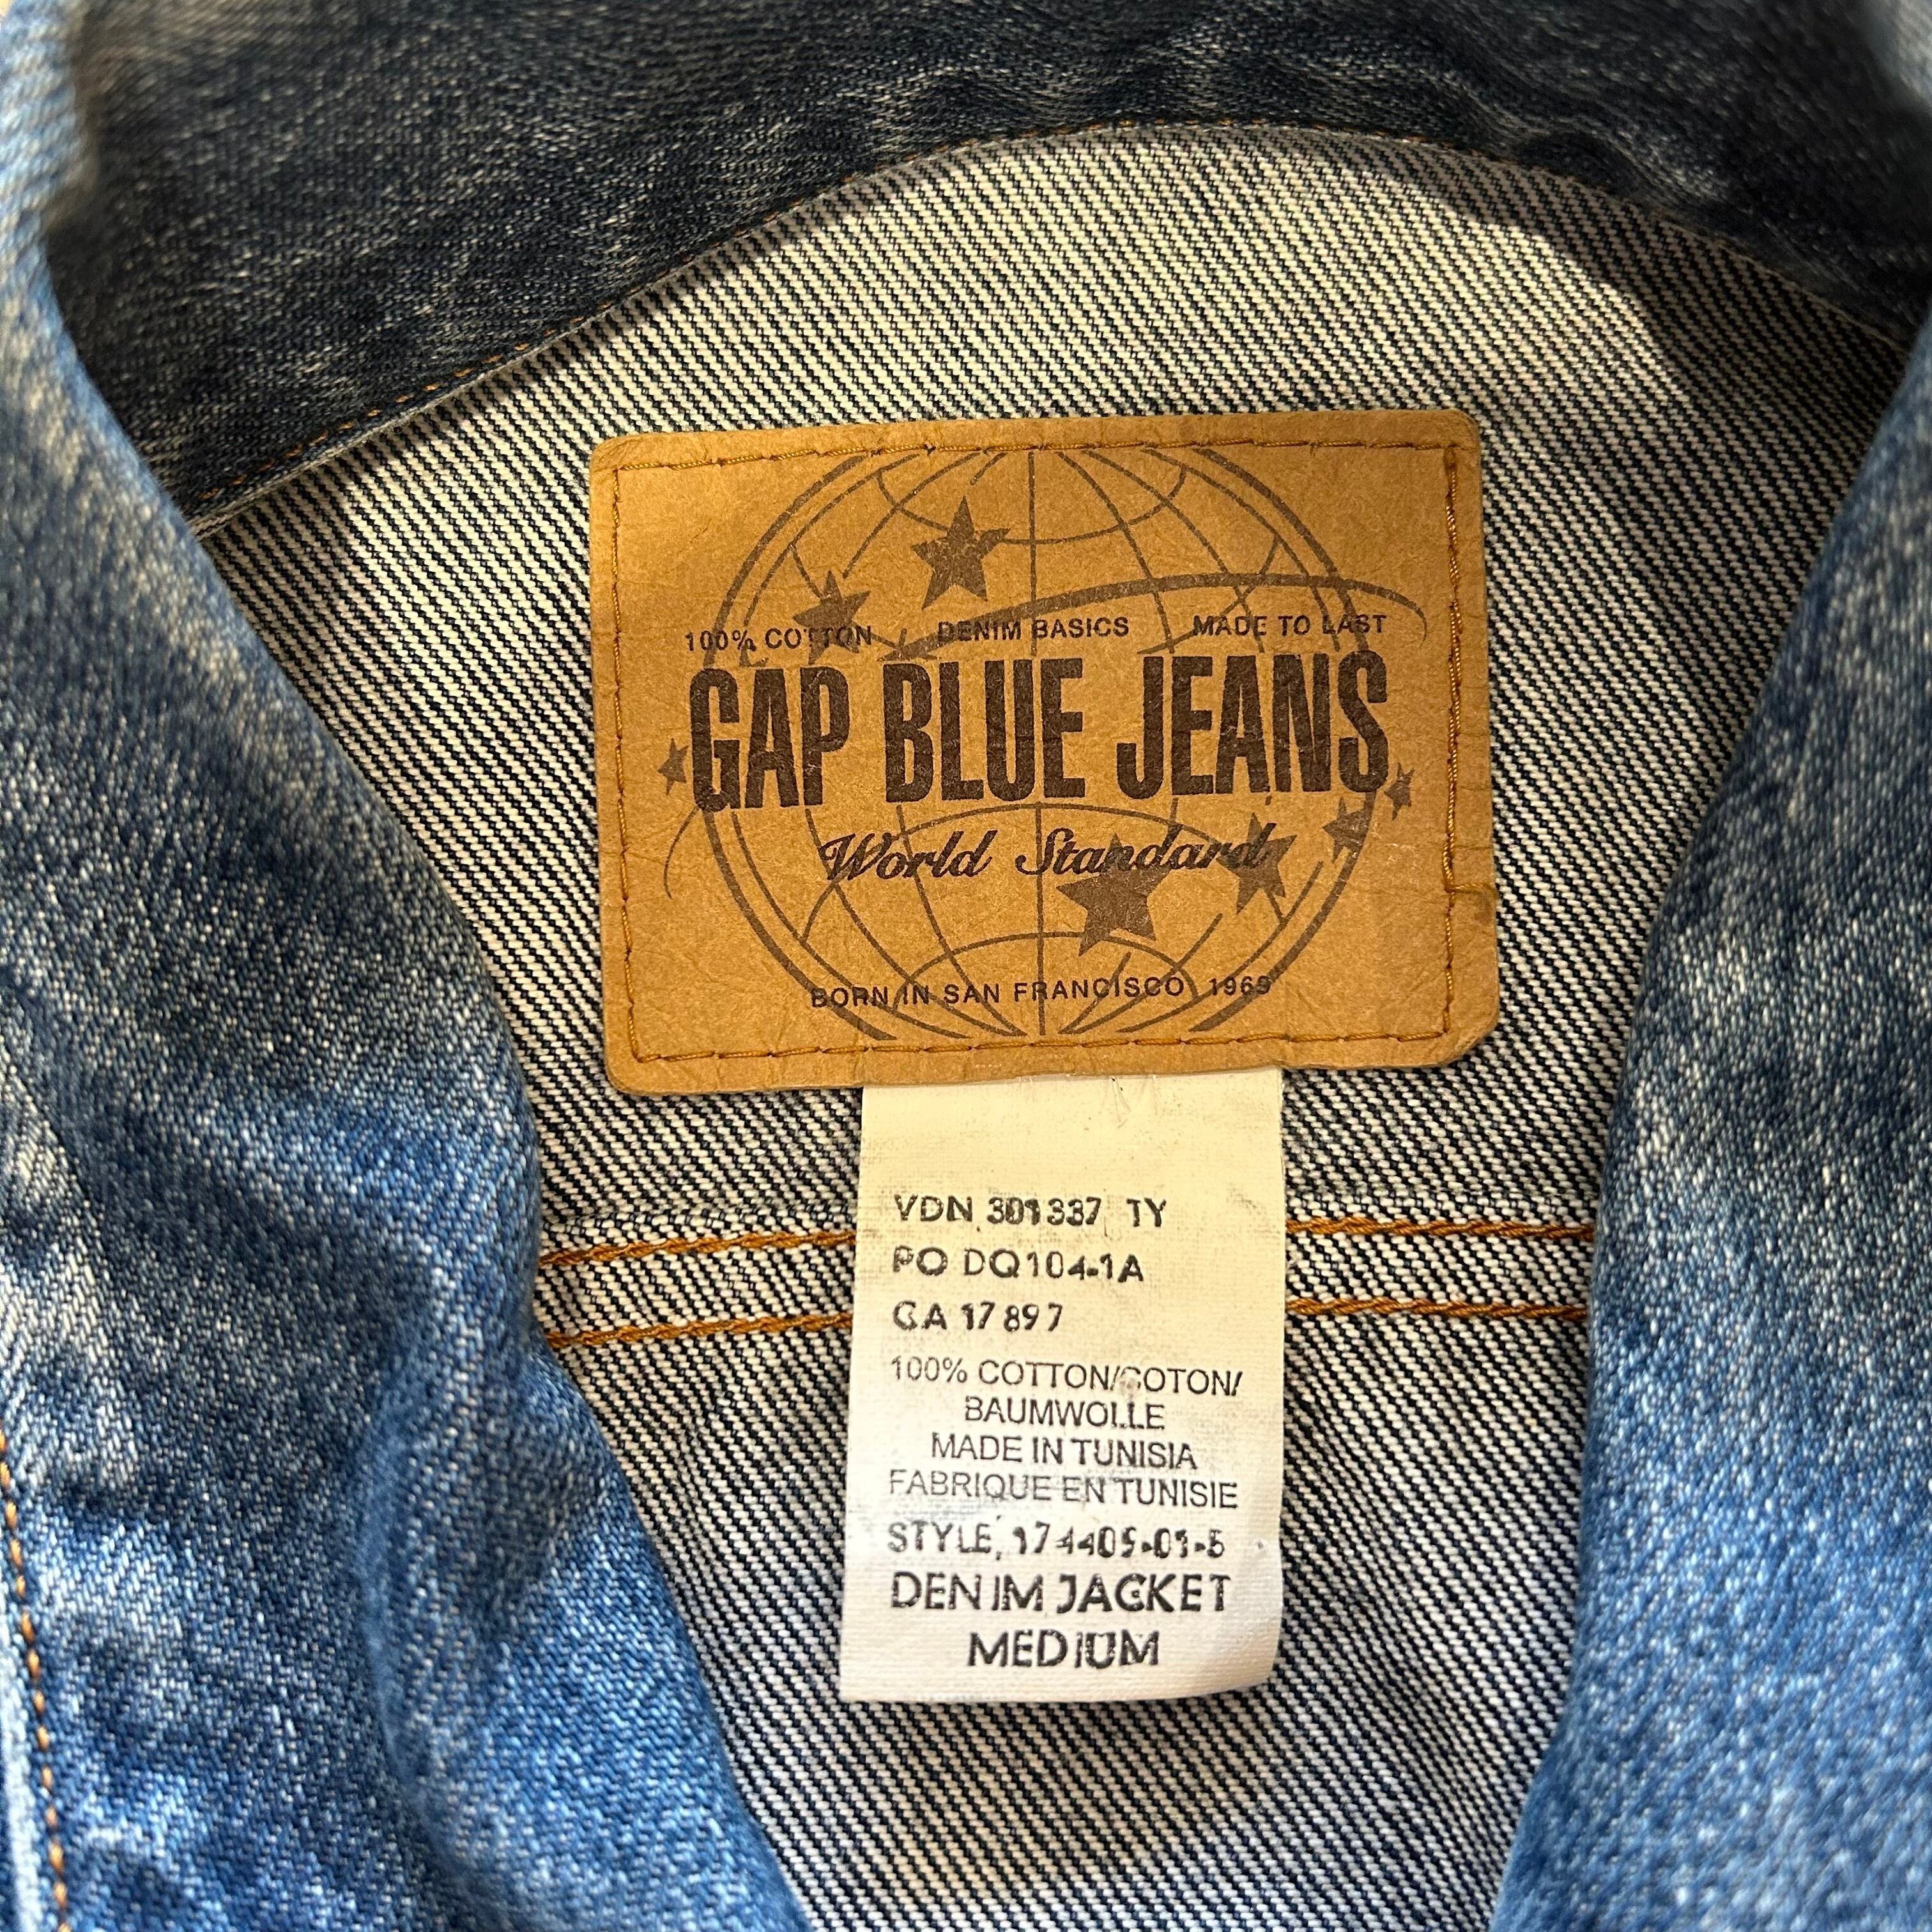 100% COTTON DENIM BASICS MADE TO LAST
GAP BLUE JEANS
World Standard
BORN IN SAN FRANCISCO 1969
VDN 301337 TY
PO DQ104-1A
CA 17897
100% COTTON/COTON/
BAUMWOLLE
MADE IN TUNISIA
FABRIQUE EN TUNISIE
STYLE, 174405-01-5
DENIM JACKET
MEDIUM